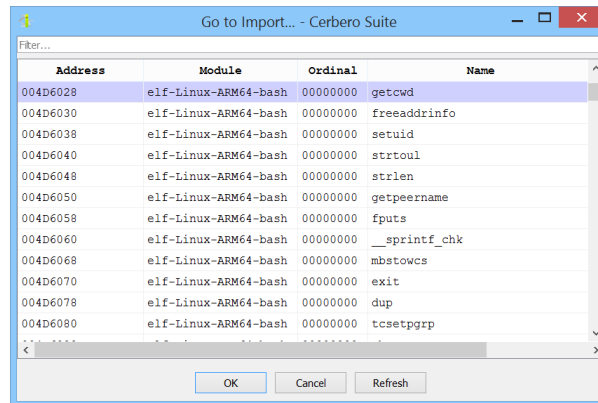 Go to Import... - Cerbero Suite
Filter...
Address Module Ordinal Name
004D6028 elf-Linux-ARM64-bash 00000000 getcwd
004D6030 elf-Linux-ARM64-bash 00000000 freeaddrinfo
004D6038 elf-Linux-ARM64-bash 00000000 setuid
004D6040 elf-Linux-ARM64-bash 00000000 strtoul
004D6048 elf-Linux-ARM64-bash 00000000 strlen
004D6050 elf-Linux-ARM64-bash 00000000 getpeername
004D6058 elf-Linux-ARM64-bash 00000000 fputs
004D6060 elf-Linux-ARM64-bash 00000000 __sprintf_chk
004D6068 elf-Linux-ARM64-bash 00000000 mbstowcs
004D6070 elf-Linux-ARM64-bash 00000000 exit
004D6078 elf-Linux-ARM64-bash 00000000 dup
004D6080 elf-Linux-ARM64-bash 00000000 tcsetpgrp
OK Cancel Refresh